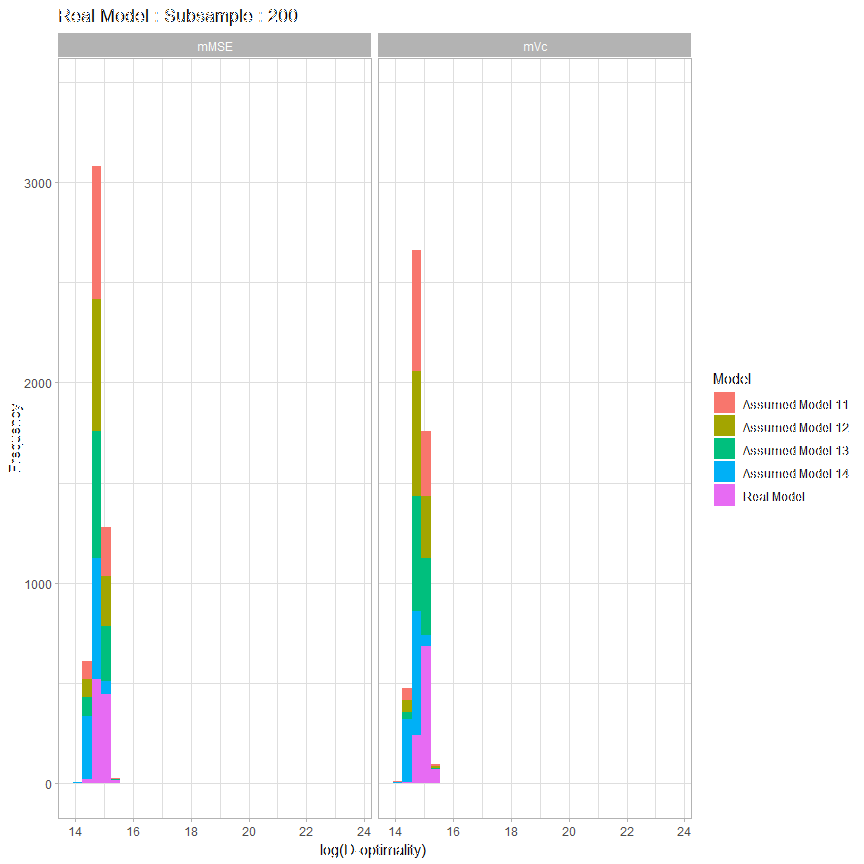 Real Model : Subsample : 200
mMSE
mVc
3000
2000
1000
0
Frequency
14 16 18 20 22 24
14 16 18 20 22 24
log(D-optimality)
Model
Assumed Model 11
Assumed Model 12
Assumed Model 13
Assumed Model 14
Real Model